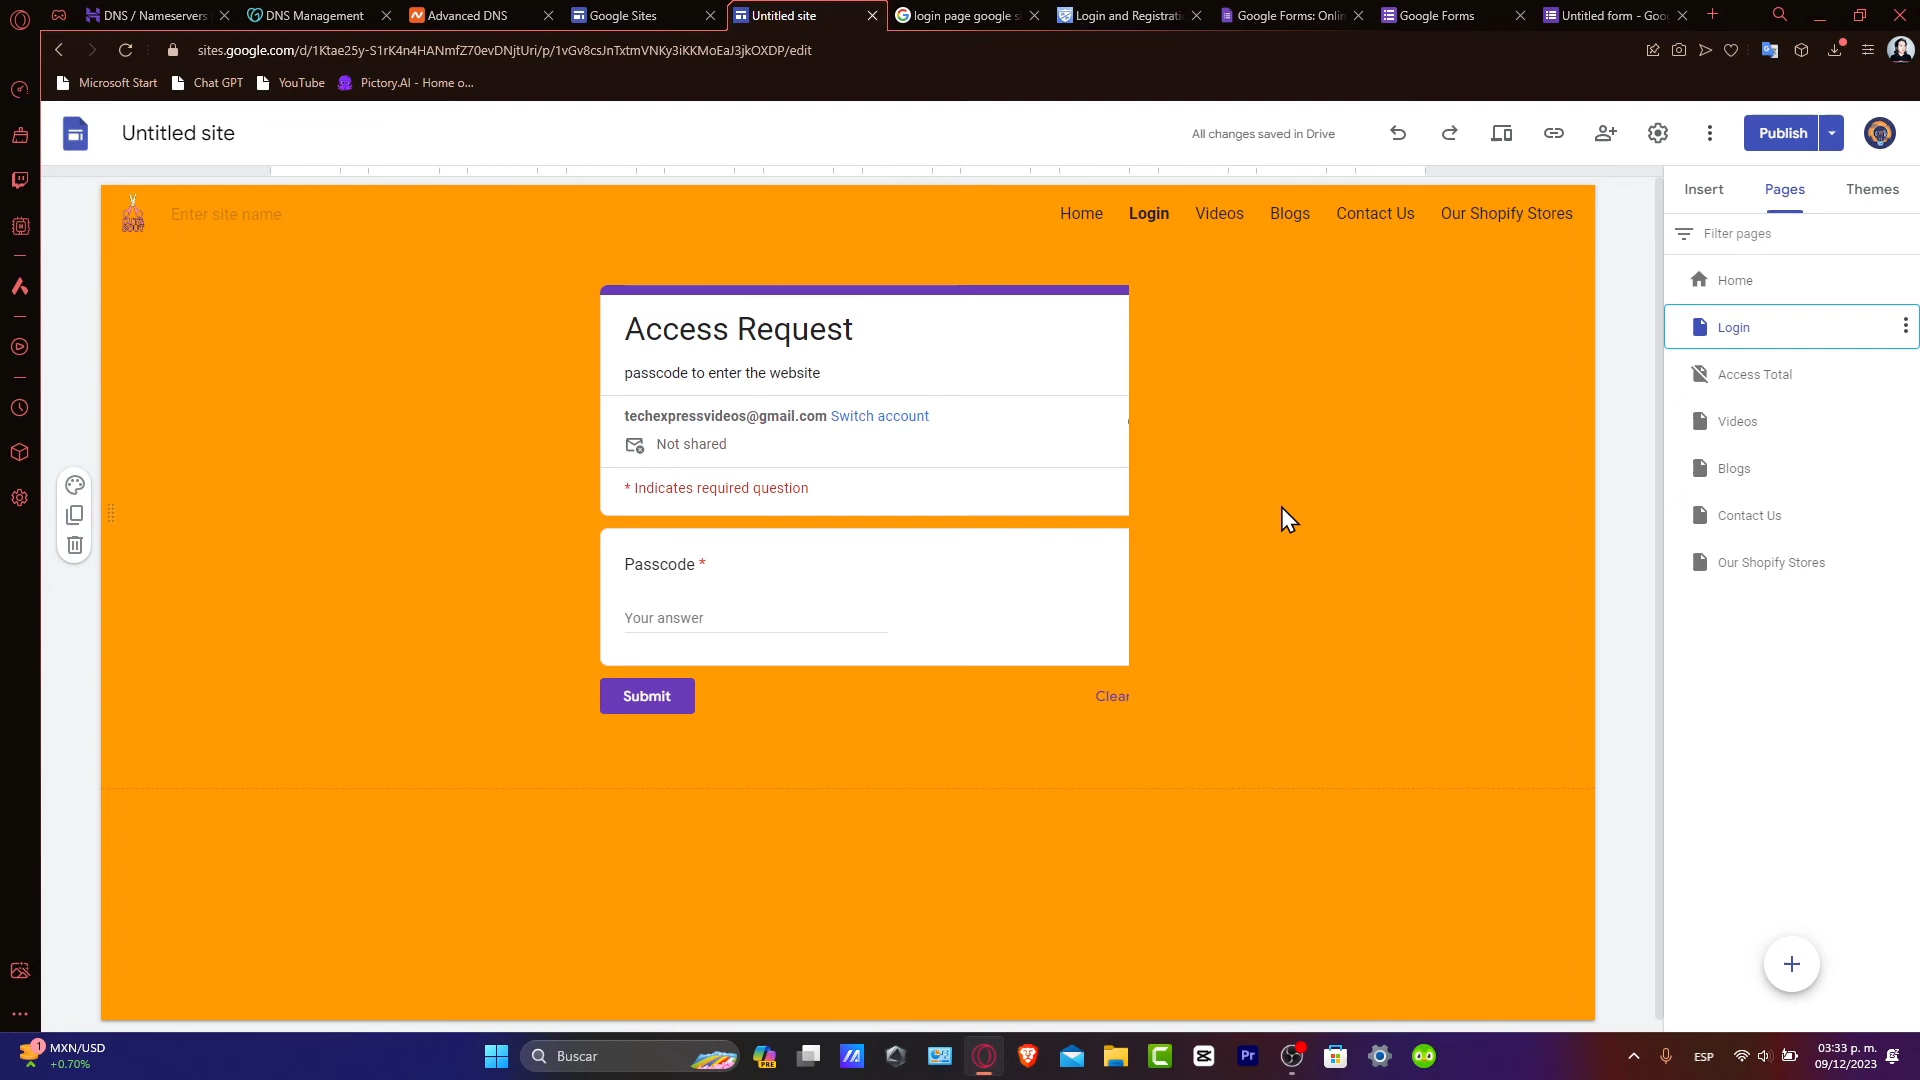 DNS / Nameservers
DNS Management
Advanced DNS
Google Sites
Untitled site
login page google s
Login and Registrati
Google Forms: Onlin
Google Forms
Untitled form - Goo
sites.google.com/d/1Ktae25y-S1rK4n4HANmfZ70evDNjtUri/p/1vGv8csJnTxtmVNKy3iKKMoEaJ3jkOXDP/edit
Microsoft Start
Chat GPT
YouTube
Pictory.AI - Home o...
Untitled site
All changes saved in Drive
Publish
Insert
Pages
Themes
Enter site name
Home
Login
Videos
Blogs
Contact Us
Our Shopify Stores
Filter pages
Home
Login
Access Total
Videos
Blogs
Contact Us
Our Shopify Stores
Access Request
passcode to enter the website
techexpressvideos@gmail.com Switch account
Not shared
* Indicates required question
Passcode *
Your answer
Submit
Clear
1
MXN/USD
+0.70%
Buscar
PRE
Pr
ESP
03:33 p. m.
09/12/2023